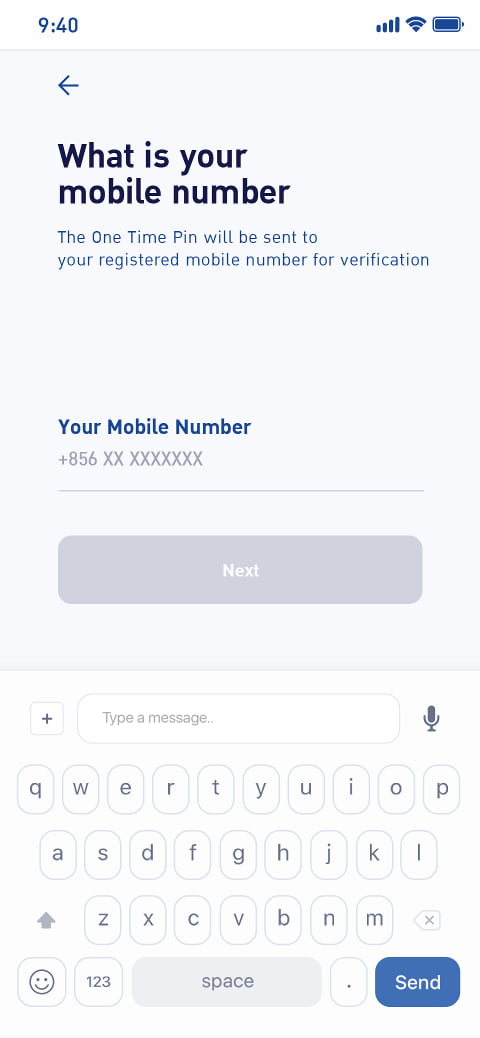 9:40
What is your
mobile number
The One Time Pin will be sent to
your registered mobile number for verification
Your Mobile Number
+856 XX XXXXXXX
Next
+ Type a message..
q w e r t y u i o p
a s d f g h j k l
z x c v b n m
123 space . Send